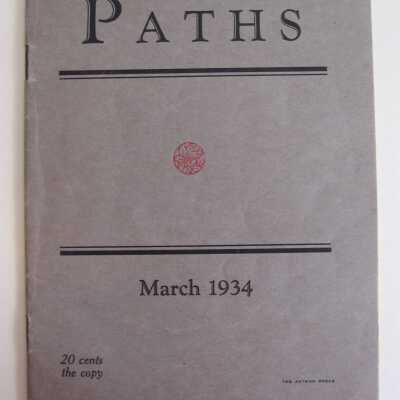 PATHS
March 1934
20 cents
the copy